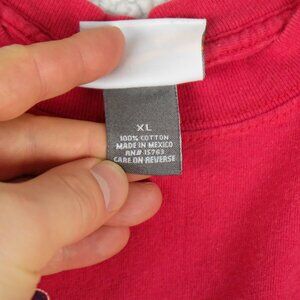 XL
100% COTTON
MADE IN MEXICO
RN# 15763
CARE ON REVERSE